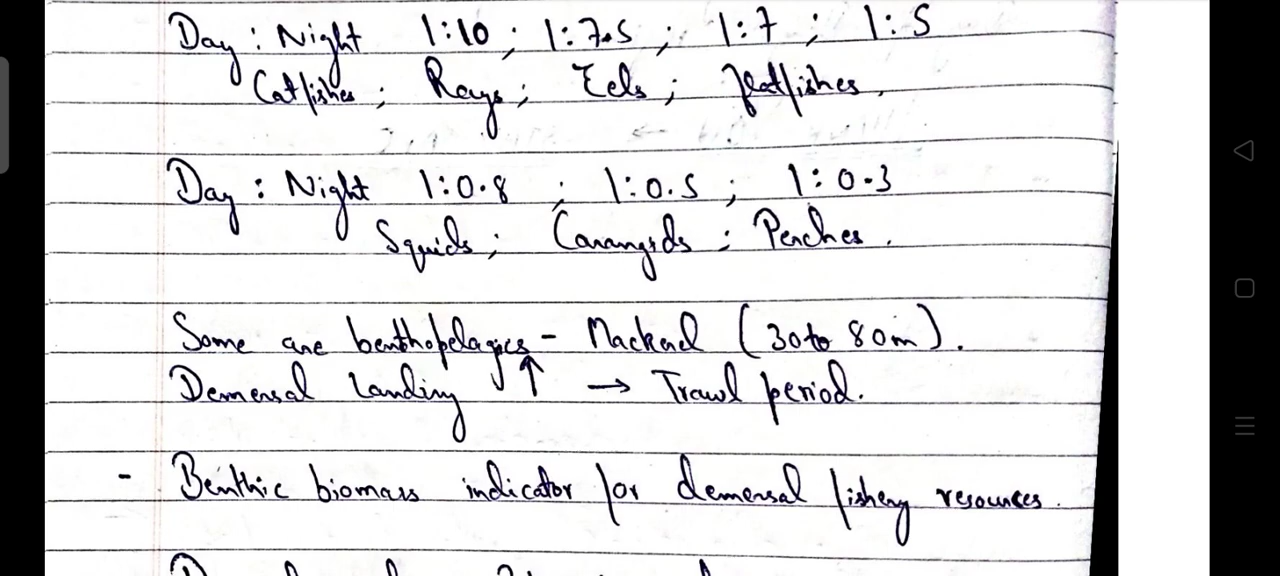 Day : Night 1:10 ; 1:7.5 ; 1:7 ; 1:5
Catfishes ; Rays ; Eels ; flatfishes .
Day : Night 1:0.8 ; 1:0.5 ; 1:0.3
Squids ; Carangids ; Perches .
Some are benthopelagics - Mackerel (30 to 80m).
Demersal Landing ↑ → Trawl period.
- Benthic biomass indicator for demersal fishery resources .